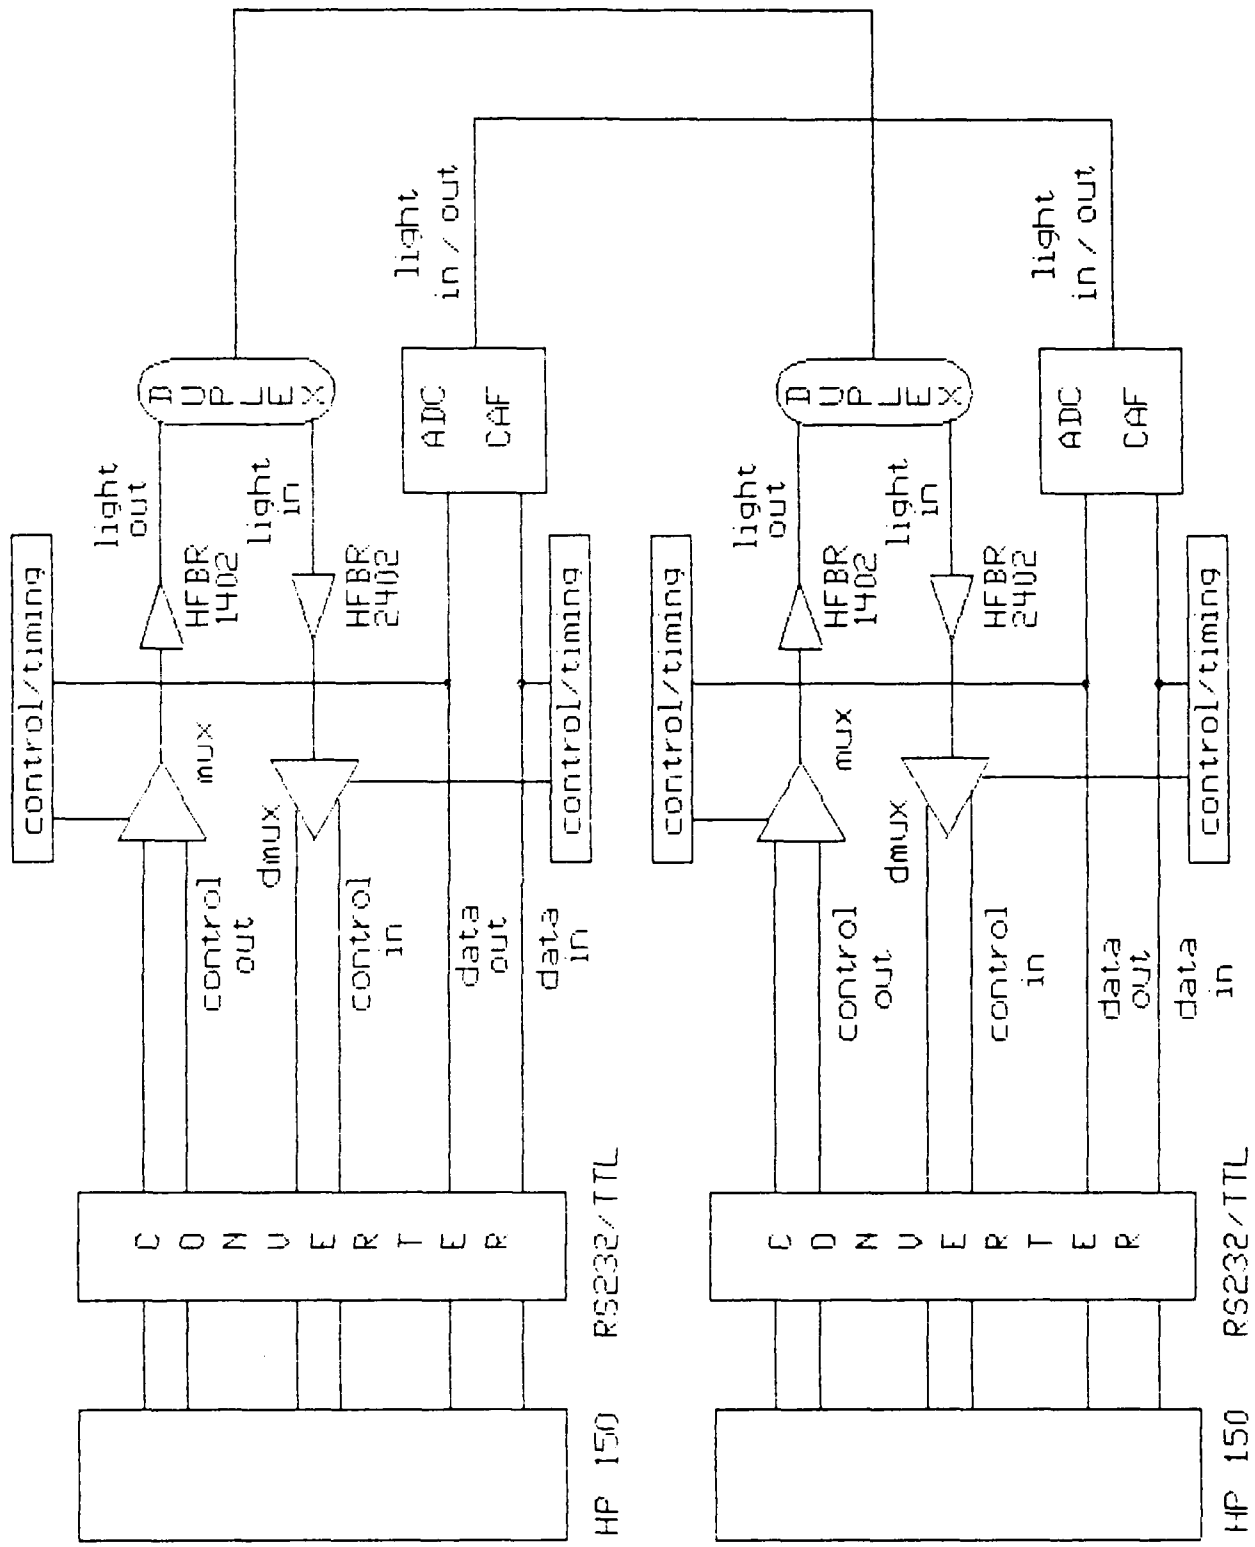 control/timing
light
out
HFBR
1402
mux
control
out
light
in
HFBR
2402
dmux
control
in
DUPLEX
ADC
CAF
light
in/out
data
out
data
in
control/timing
CONVERTER
RS232/TTL
HP 150
control/timing
light
out
HFBR
1402
mux
control
out
light
in
HFBR
2402
dmux
control
in
DUPLEX
ADC
CAF
light
in/out
data
out
data
in
control/timing
CONVERTER
RS232/TTL
HP 150